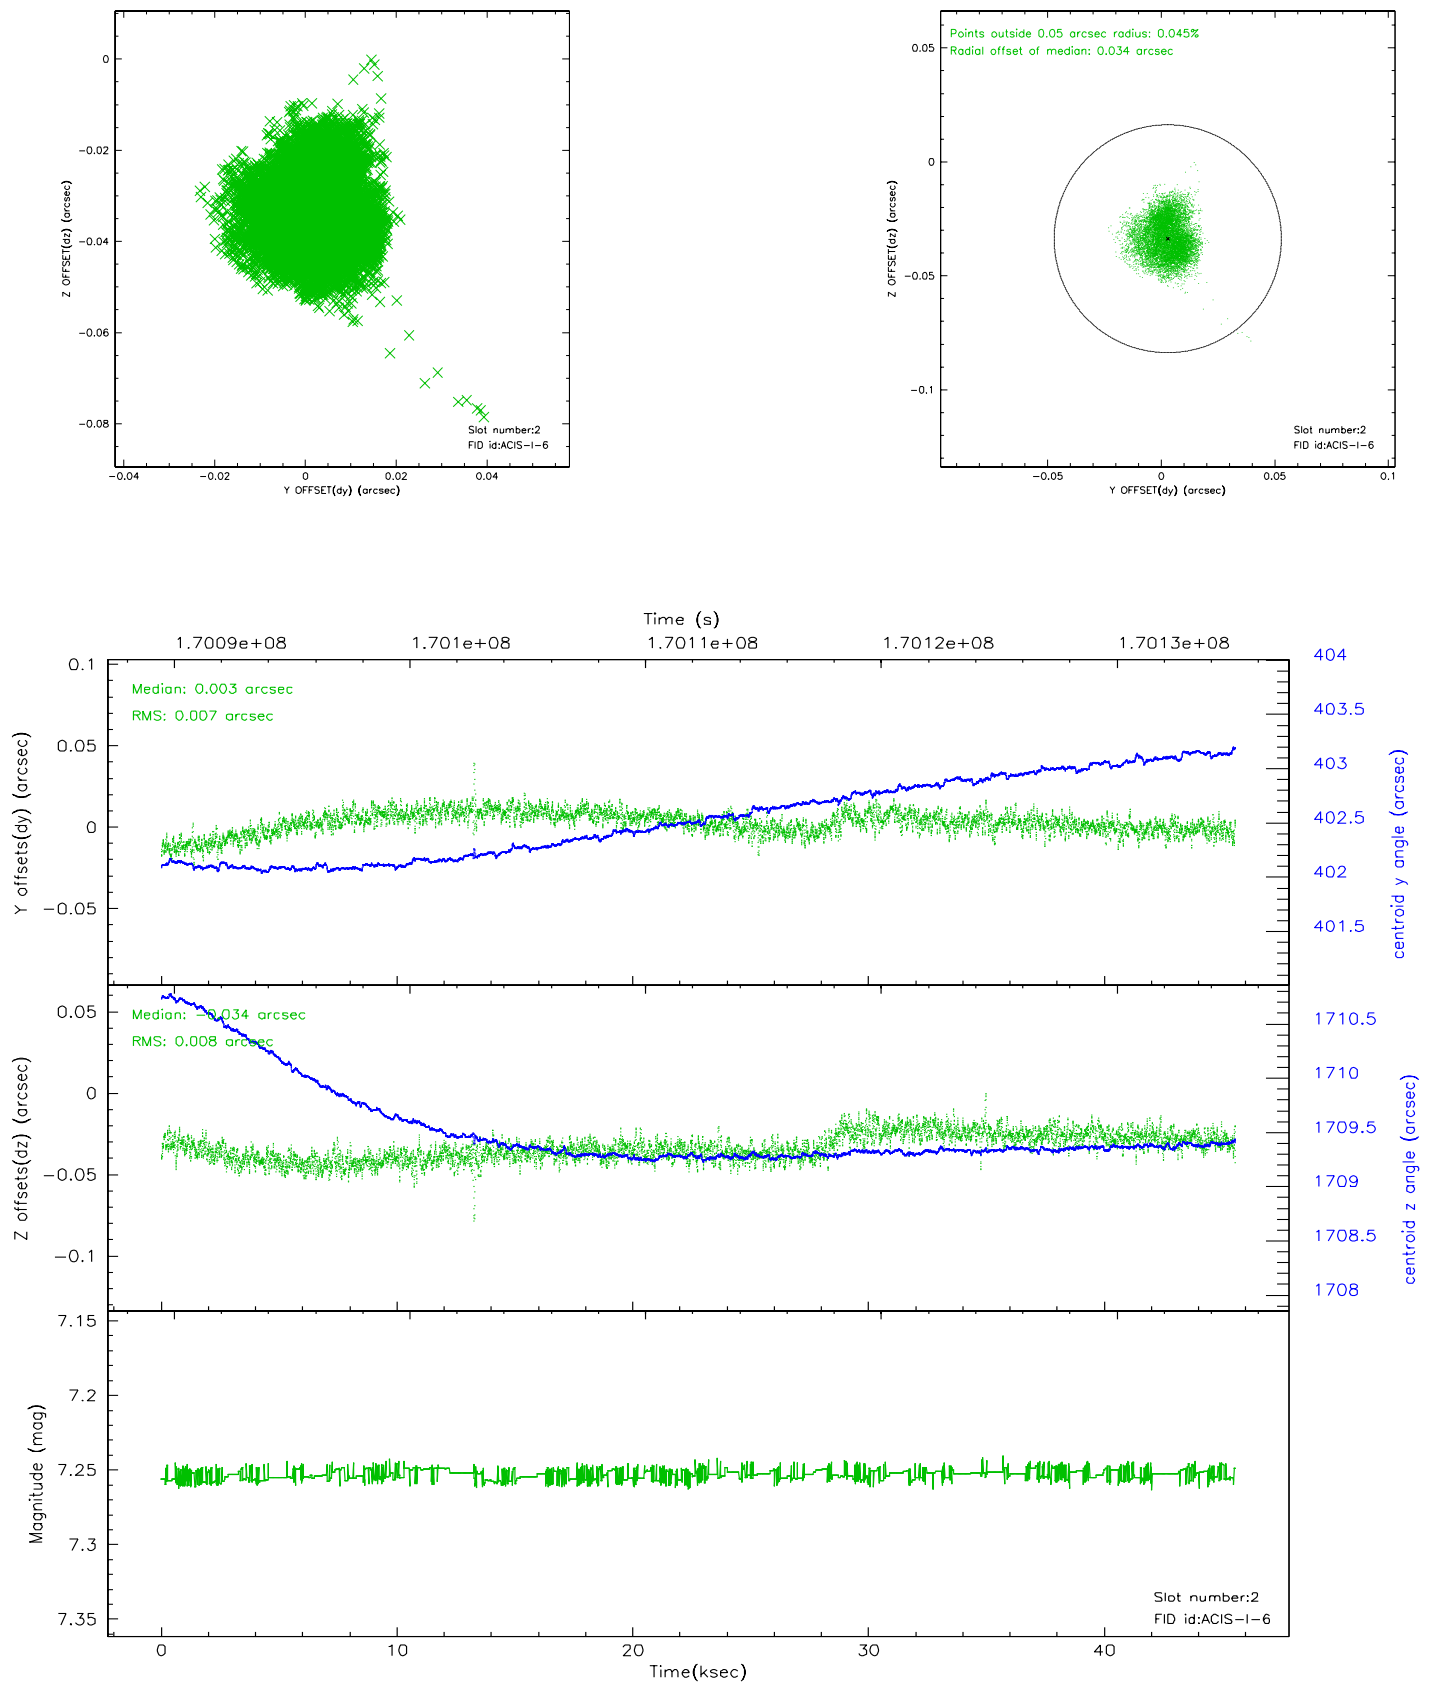 0
-0.02
-0.04
-0.06
-0.08
Z OFFSET(dz) (arcsec)
Slot number:2
FID id:ACIS-I-6
-0.04 -0.02 0 0.02 0.04
Y OFFSET(dy) (arcsec)
Points outside 0.05 arcsec radius: 0.045%
Radial offset of median: 0.034 arcsec
0.05
0
-0.05
-0.1
Z OFFSET(dz) (arcsec)
Slot number:2
FID id:ACIS-I-6
-0.05 0 0.05 0.1
Y OFFSET(dy) (arcsec)
Time (s)
1.7009e+08 1.701e+08 1.7011e+08 1.7012e+08 1.7013e+08
Median: 0.003 arcsec
RMS: 0.007 arcsec
0.1
0.05
0
-0.05
Y offsets(dy) (arcsec)
404
403.5
403
402.5
402
401.5
centroid y angle (arcsec)
Median: -0.034 arcsec
RMS: 0.008 arcsec
0.05
0
-0.05
-0.1
Z offsets(dz) (arcsec)
1710.5
1710
1709.5
1709
1708.5
1708
centroid z angle (arcsec)
7.15
7.2
7.25
7.3
7.35
Magnitude (mag)
Slot number:2
FID id:ACIS-I-6
0 10 20 30 40
Time(ksec)